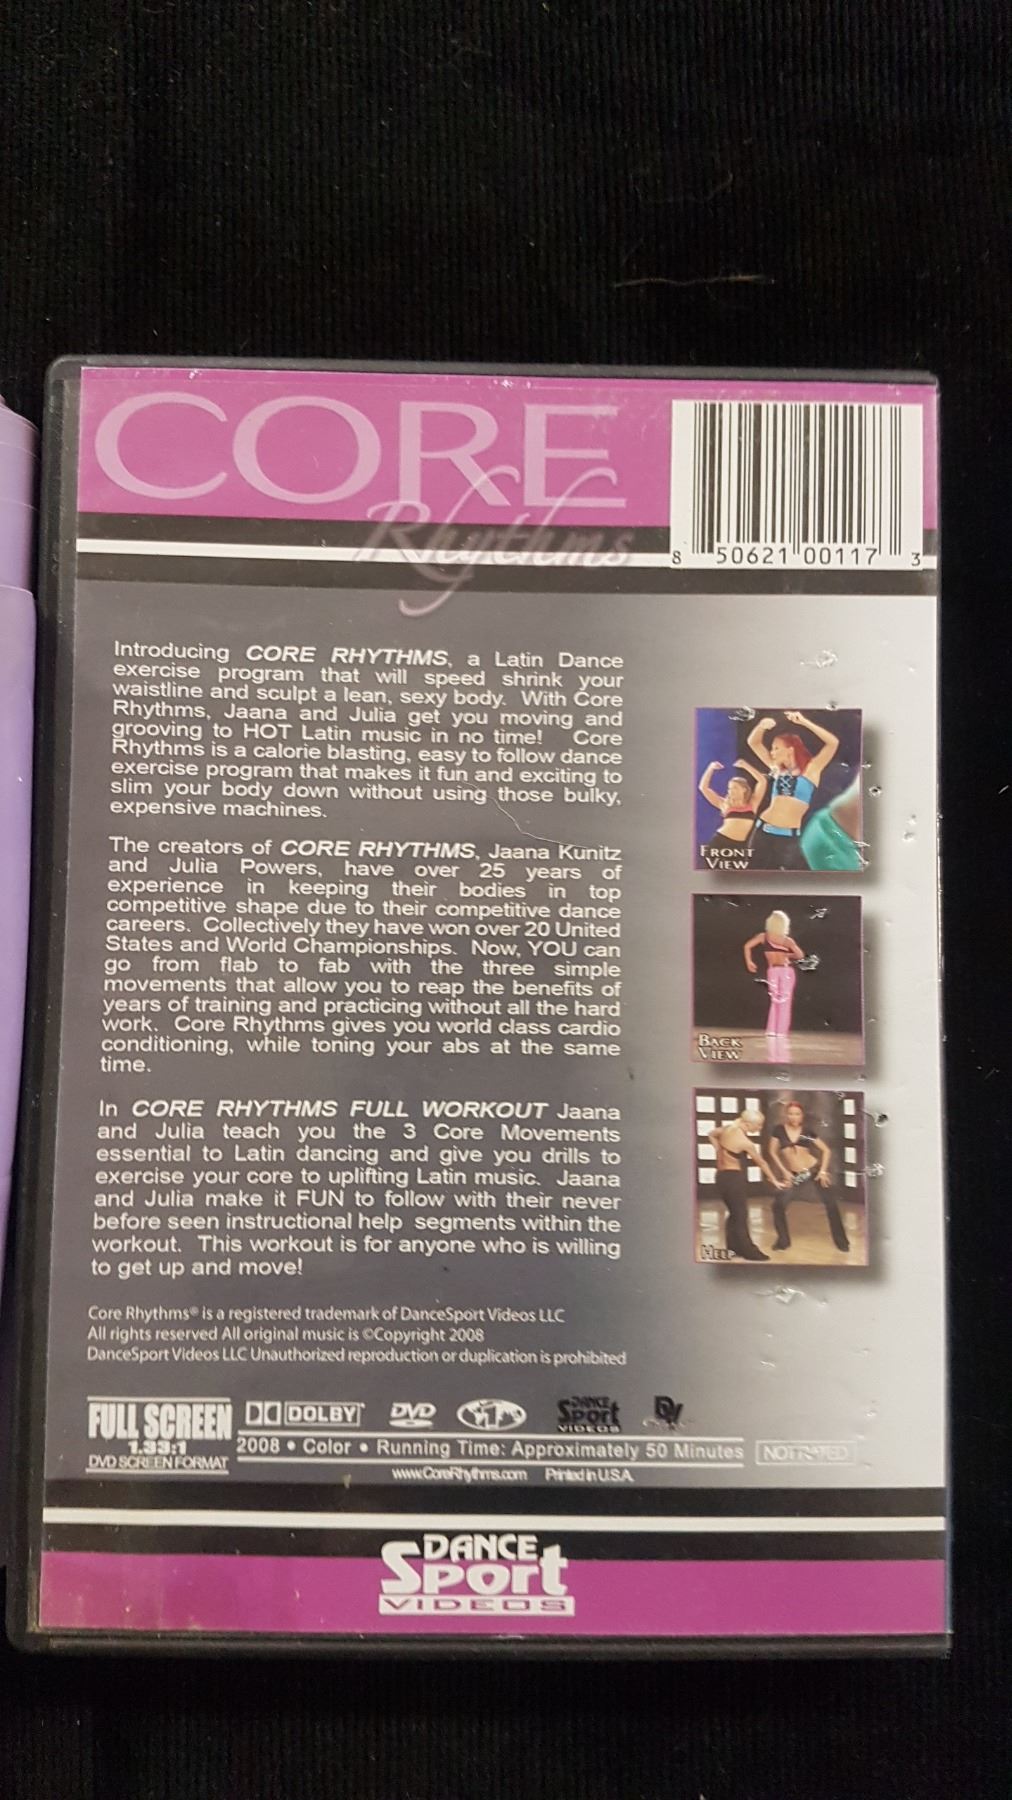 CORE
Rhythms
8 50621 00117 3
Introducing CORE RHYTHMS, a Latin Dance
exercise program that will speed shrink your
waistline and sculpt a lean, sexy body. With Core
Rhythms, Jaana and Julia get you moving and
grooving to HOT Latin music in no time! Core
Rhythms is a calorie blasting, easy to follow dance
exercise program that makes it fun and exciting to
slim your body down without using those bulky,
expensive machines.
The creators of CORE RHYTHMS, Jaana Kunitz
and Julia Powers, have over 25 years of
experience in keeping their bodies in top
competitive shape due to their competitive dance
careers. Collectively they have won over 20 United
States and World Championships. Now, YOU can
go from flab to fab with the three simple
movements that allow you to reap the benefits of
years of training and practicing without all the hard
work. Core Rhythms gives you world class cardio
conditioning, while toning your abs at the same
time.
In CORE RHYTHMS FULL WORKOUT Jaana
and Julia teach you the 3 Core Movements
essential to Latin dancing and give you drills to
exercise your core to uplifting Latin music. Jaana
and Julia make it FUN to follow with their never
before seen instructional help segments within the
workout. This workout is for anyone who is willing
to get up and move!
FRONT
VIEW
BACK
VIEW
HELP
Core Rhythms® is a registered trademark of DanceSport Videos LLC
All rights reserved All original music is ©Copyright 2008
DanceSport Videos LLC Unauthorized reproduction or duplication is prohibited
FULL SCREEN
1.33:1
DVD SCREEN FORMAT
DOLBY
DVD
1
DANCE
Sport
VIDEOS
DV
2008 • Color • Running Time: Approximately 50 Minutes
NOT RATED
www.CoreRhythms.com Printed in U.S.A.
DANCE
Sport
VIDEOS